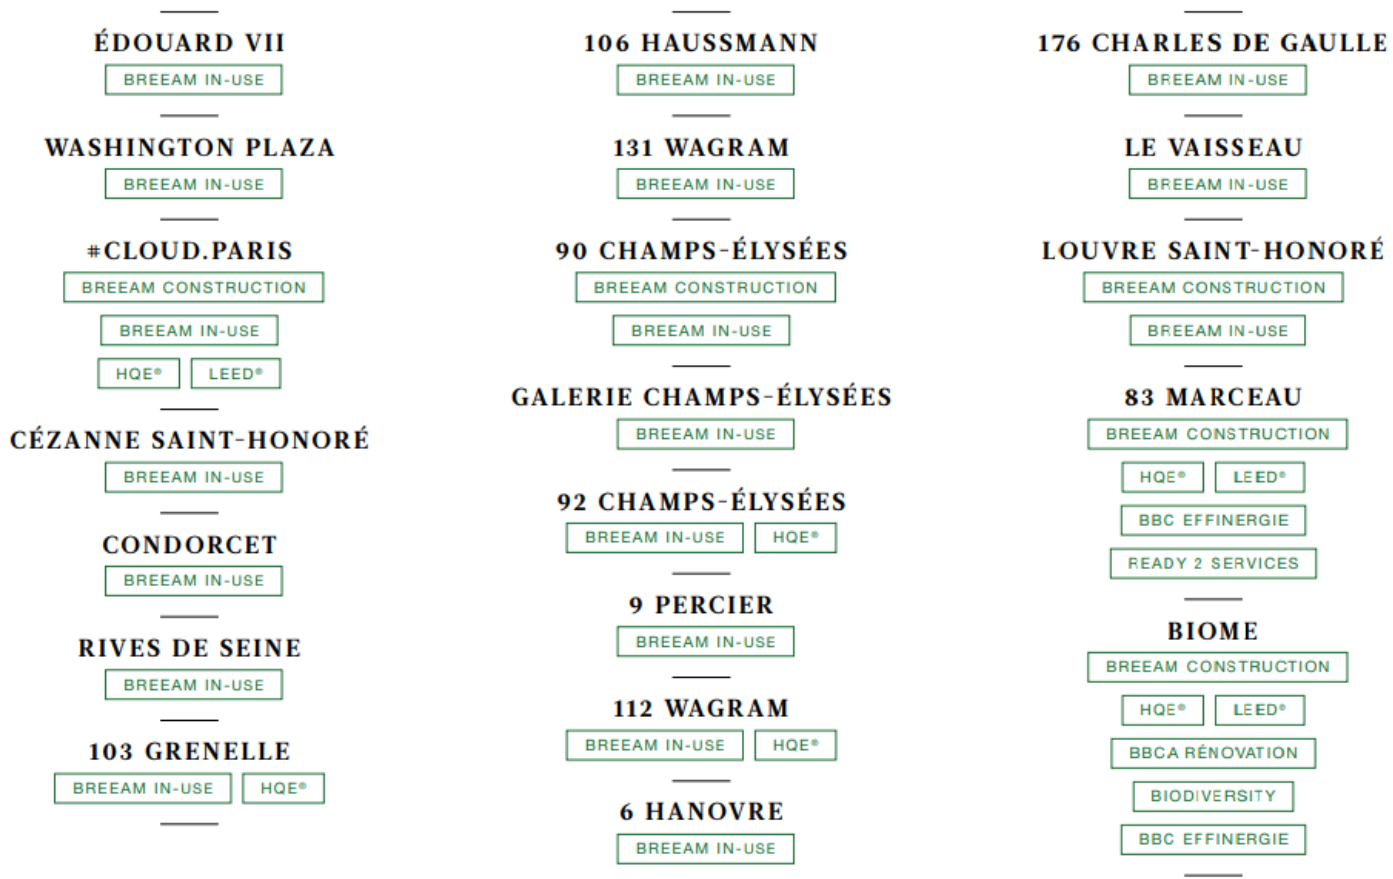 ÉDOUARD VII
BREEAM IN-USE
WASHINGTON PLAZA
BREEAM IN-USE
#CLOUD.PARIS
BREEAM CONSTRUCTION
BREEAM IN-USE
HQE® LEED®
CÉZANNE SAINT-HONORÉ
BREEAM IN-USE
CONDORCET
BREEAM IN-USE
RIVES DE SEINE
BREEAM IN-USE
103 GRENELLE
BREEAM IN-USE HQE®
106 HAUSSMANN
BREEAM IN-USE
131 WAGRAM
BREEAM IN-USE
90 CHAMPS-ÉLYSÉES
BREEAM CONSTRUCTION
BREEAM IN-USE
GALERIE CHAMPS-ÉLYSÉES
BREEAM IN-USE
92 CHAMPS-ÉLYSÉES
BREEAM IN-USE HQE®
9 PERCIER
BREEAM IN-USE
112 WAGRAM
BREEAM IN-USE HQE®
6 HANOVRE
BREEAM IN-USE
176 CHARLES DE GAULLE
BREEAM IN-USE
LE VAISSEAU
BREEAM IN-USE
LOUVRE SAINT-HONORÉ
BREEAM CONSTRUCTION
BREEAM IN-USE
83 MARCEAU
BREEAM CONSTRUCTION
HQE® LEED®
BBC EFFINERGIE
READY 2 SERVICES
BIOME
BREEAM CONSTRUCTION
HQE® LEED®
BBCA RÉNOVATION
BIODIVERSITY
BBC EFFINERGIE